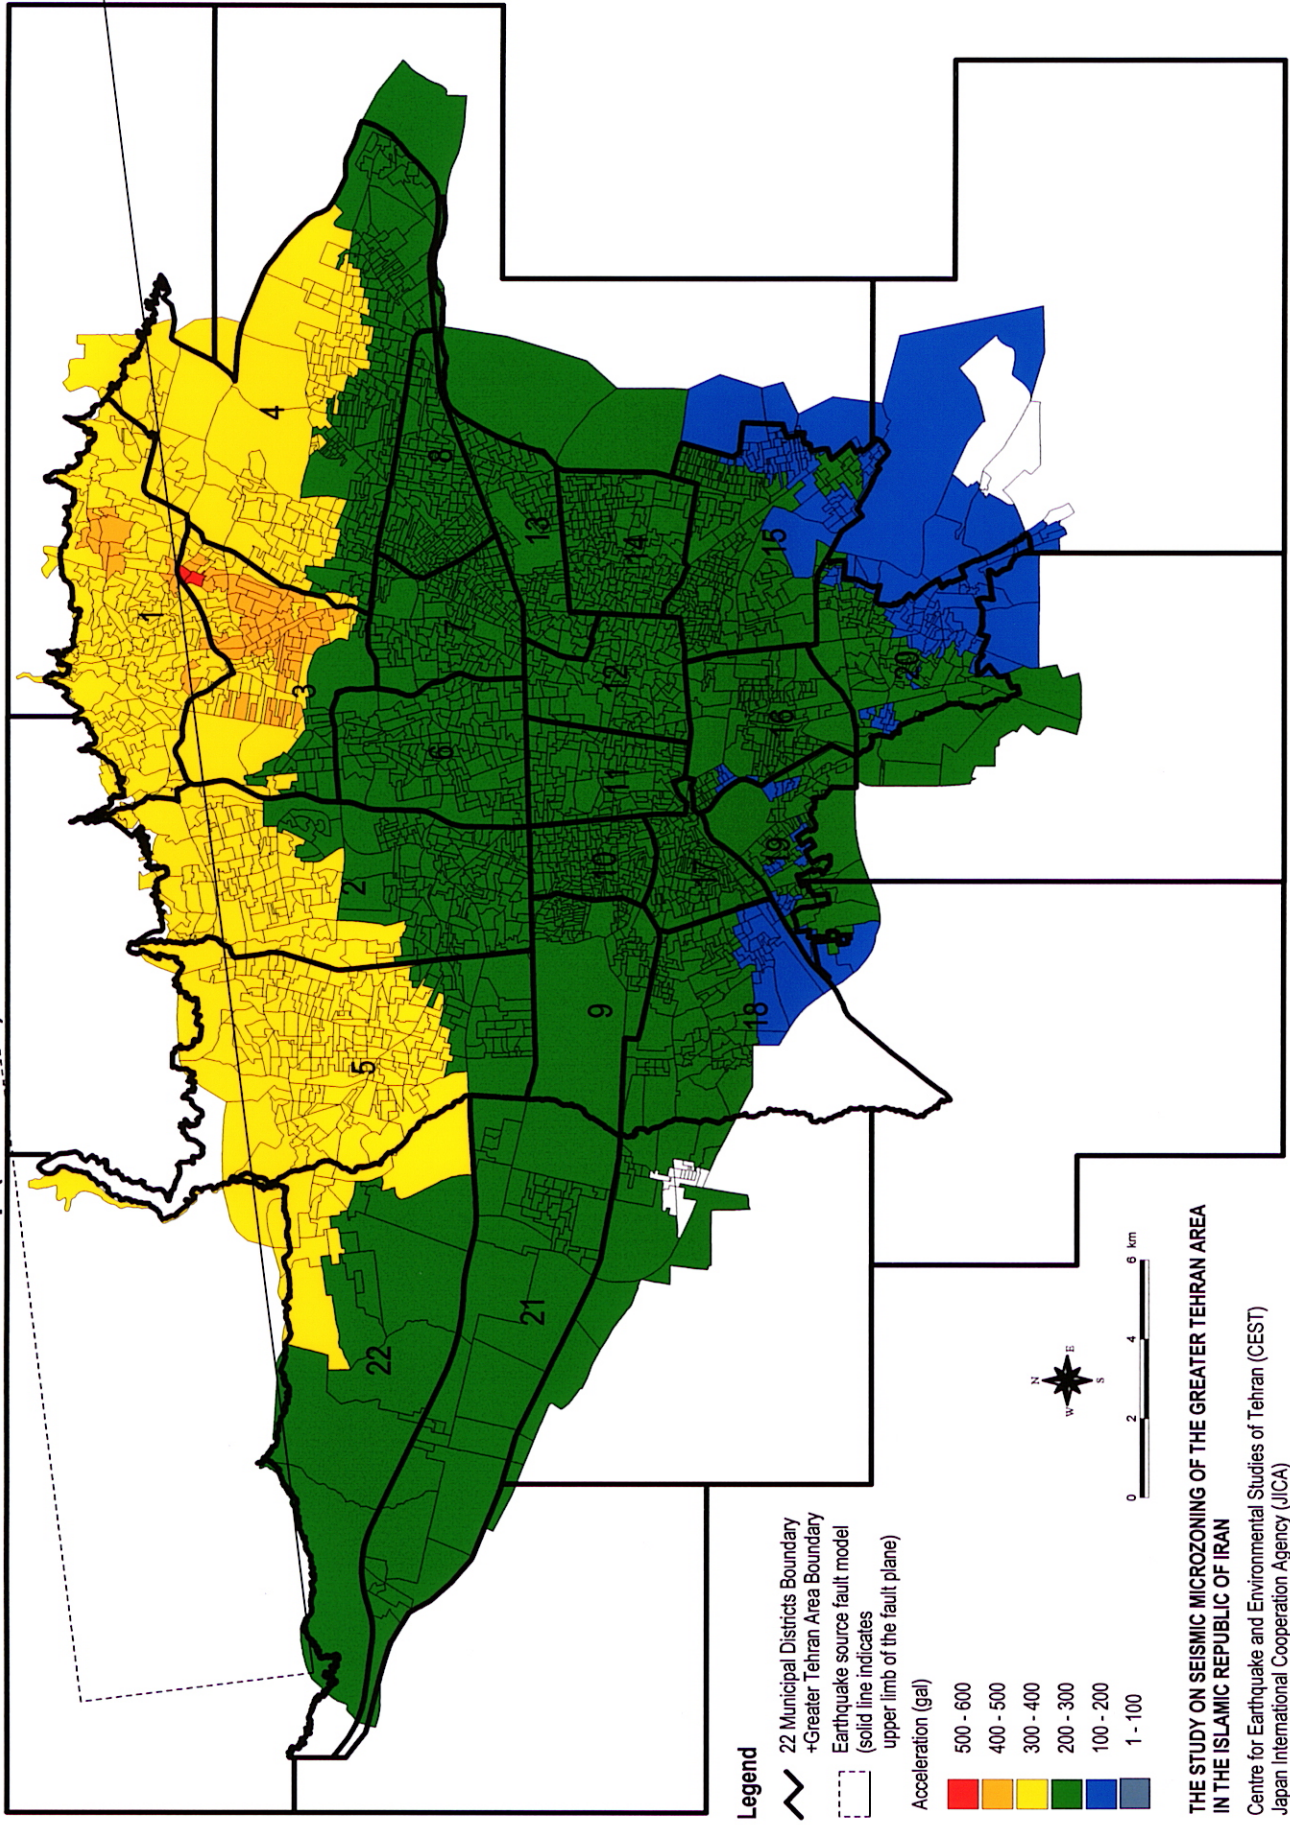 1
2
3
4
5
6
7
8
9
10
11
12
13
14
15
16
17
18
19
20
21
22
N
W
E
S
0 2 4 6 km
Legend
22 Municipal Districts Boundary
+Greater Tehran Area Boundary
Earthquake source fault model
(solid line indicates
upper limb of the fault plane)
Acceleration (gal)
500 - 600
400 - 500
300 - 400
200 - 300
100 - 200
1 - 100
THE STUDY ON SEISMIC MICROZONING OF THE GREATER TEHRAN AREA
IN THE ISLAMIC REPUBLIC OF IRAN
Centre for Earthquake and Environmental Studies of Tehran (CEST)
Japan International Cooperation Agency (JICA)